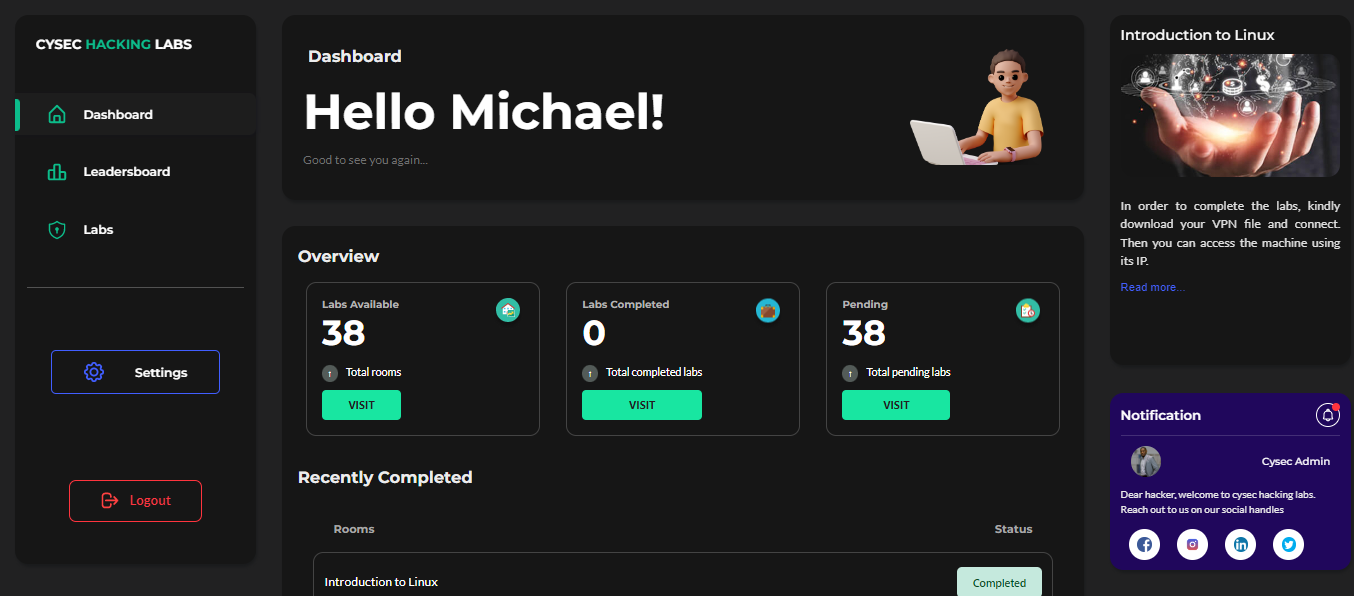 CYSEC HACKING LABS
Dashboard
Leadersboard
Labs
Settings
Logout
Dashboard
Hello Michael!
Good to see you again...
Overview
Labs Available
38
↑ Total rooms
VISIT
Labs Completed
0
↑ Total completed labs
VISIT
Pending
38
↑ Total pending labs
VISIT
Recently Completed
Rooms Status
Introduction to Linux Completed
Introduction to Linux
In order to complete the labs, kindly
download your VPN file and connect.
Then you can access the machine using
its IP.
Read more...
Notification
Cysec Admin
Dear hacker, welcome to cysec hacking labs.
Reach out to us on our social handles